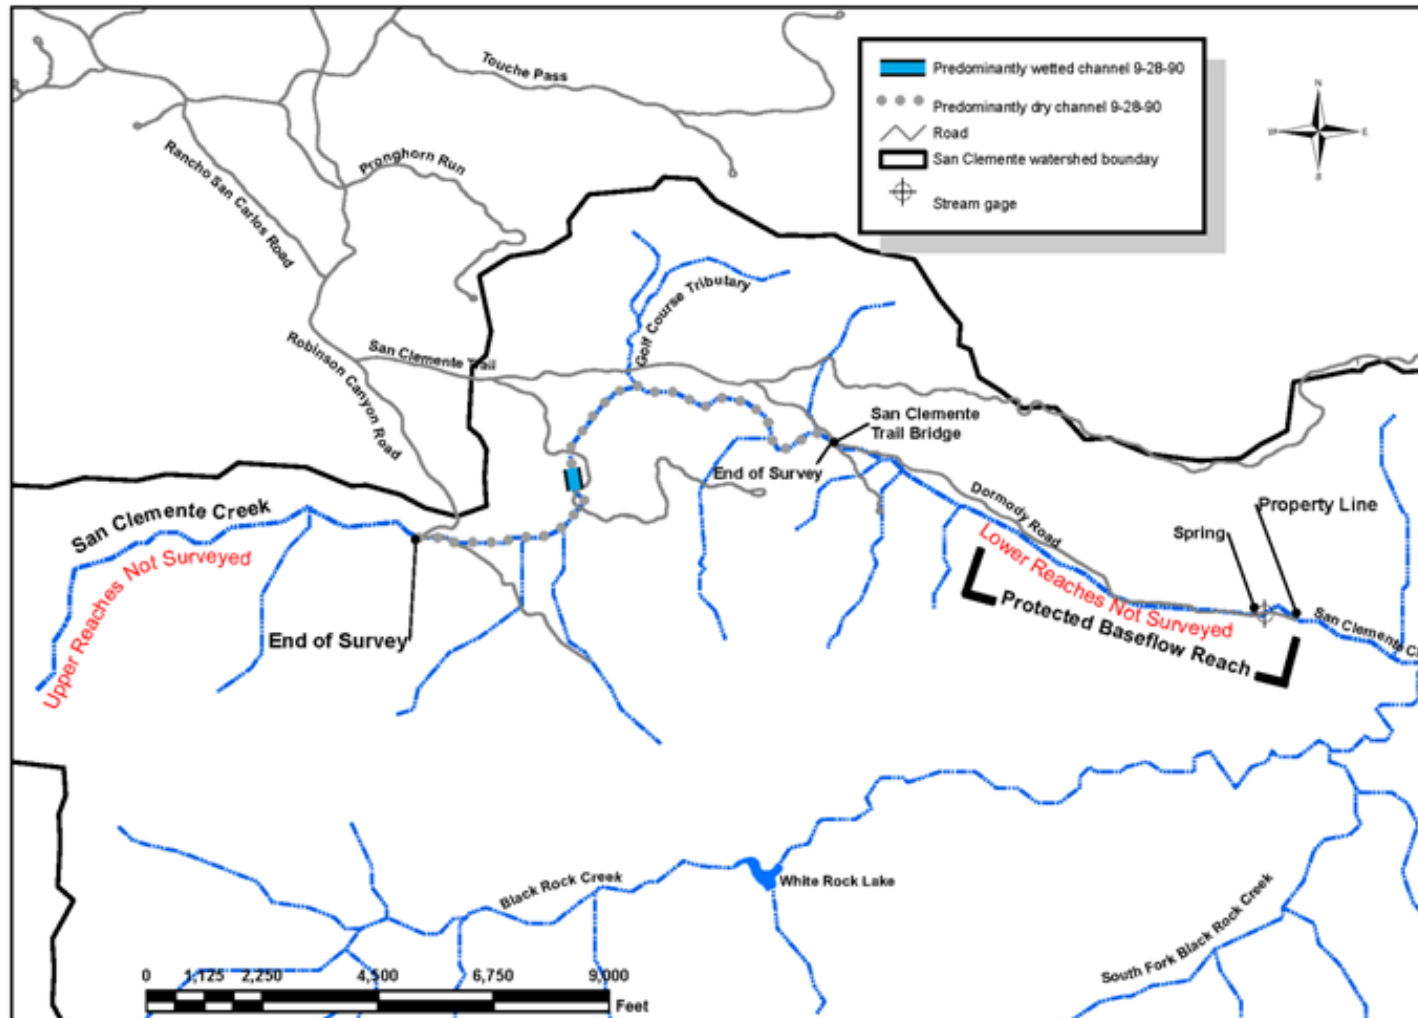 Touche Pass
Predominantly wetted channel 9-28-90
Predominantly dry channel 9-28-90
Road
San Clemente watershed bounday
Stream gage
N
W
E
S
Pronghorn Run
Rancho San Carlos Road
Golf Course Tributary
Robinson Canyon Road
San Clemente Trail
San Clemente
Trail Bridge
End of Survey
Dormody Road
Property Line
Spring
San Clemente Creek
Upper Reaches Not Surveyed
Lower Reaches Not Surveyed
Protected Baseflow Reach
San Clemente C
End of Survey
White Rock Lake
Black Rock Creek
South Fork Black Rock Creek
0 1,125 2,250 4,500 6,750 9,000
Feet